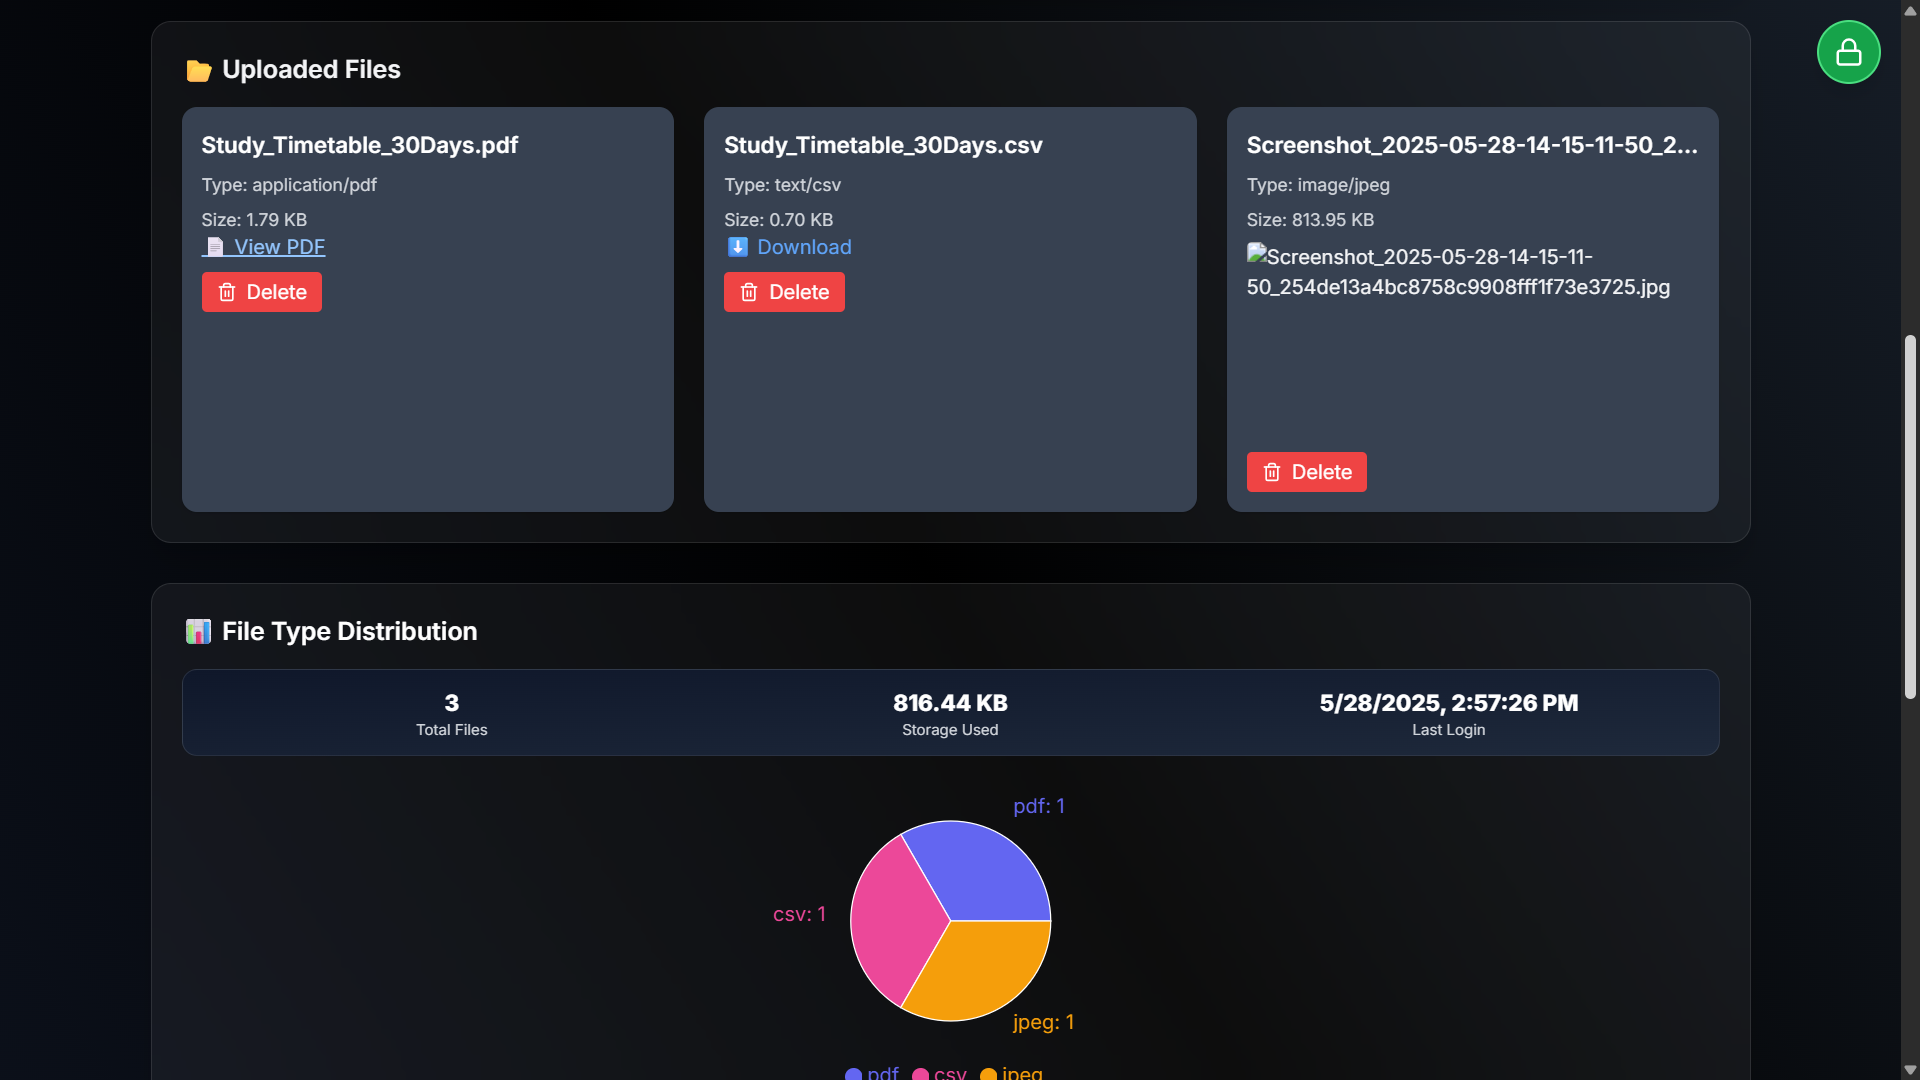 Uploaded Files
Study_Timetable_30Days.pdf
Type: application/pdf
Size: 1.79 KB
View PDF
Delete
Study_Timetable_30Days.csv
Type: text/csv
Size: 0.70 KB
Download
Delete
Screenshot_2025-05-28-14-15-11-50_2...
Type: image/jpeg
Size: 813.95 KB
Screenshot_2025-05-28-14-15-11-
50_254de13a4bc8758c9908fff1f73e3725.jpg
Delete
File Type Distribution
3
Total Files
816.44 KB
Storage Used
5/28/2025, 2:57:26 PM
Last Login
pdf: 1
csv: 1
jpeg: 1
pdf csv jpeg